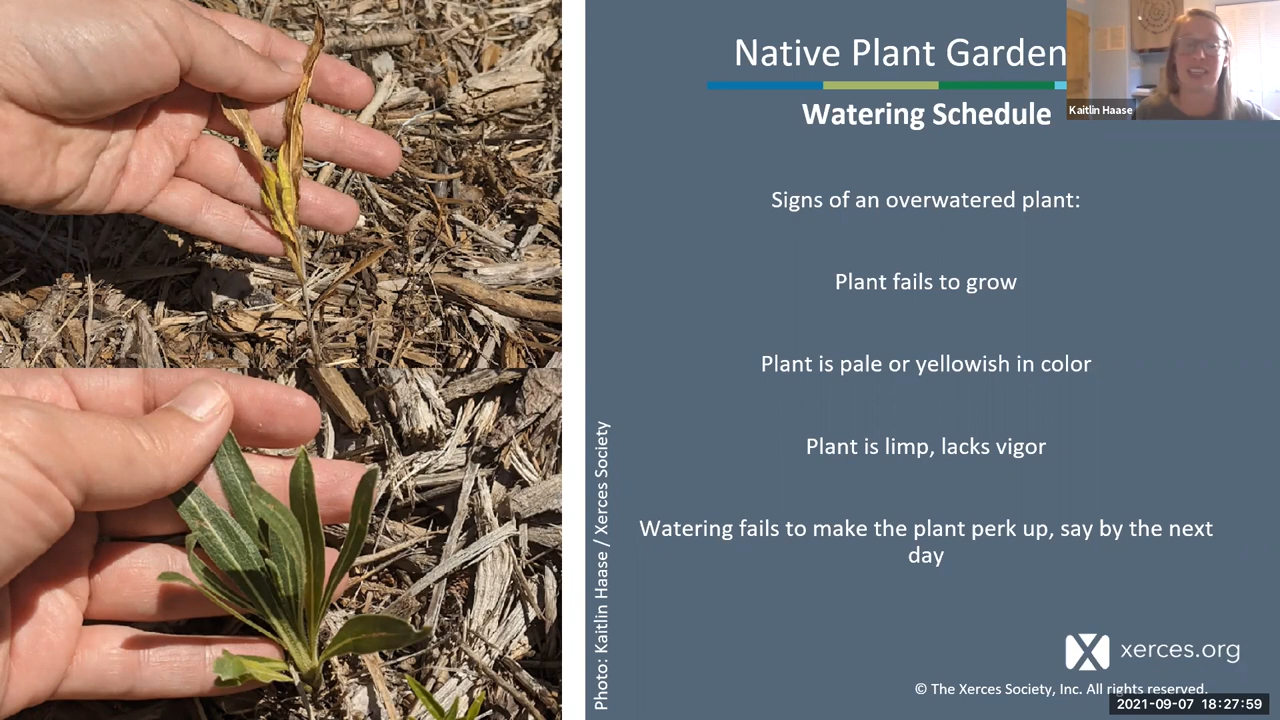 Native Plant Garden
Kaitlin Haase
Watering Schedule
Signs of an overwatered plant:
Plant fails to grow
Plant is pale or yellowish in color
Plant is limp, lacks vigor
Watering fails to make the plant perk up, say by the next
day
Photo: Kaitlin Haase / Xerces Society
xerces.org
© The Xerces Society, Inc. All rights reserved.
2021-09-07 18:27:59